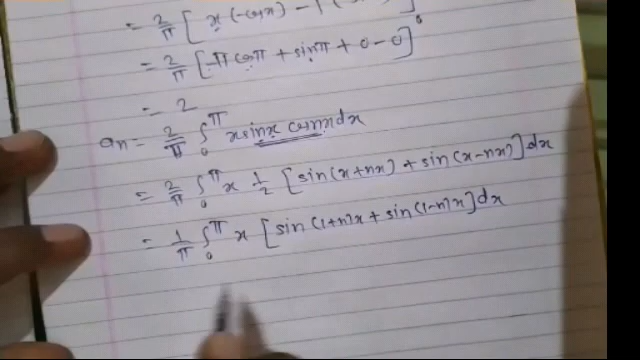 = 2/π [ x(-cosx) - 1(
= 2/π [-π cosπ + sinπ + 0 - 0]
= 2
an = 2/π ∫₀^π x sinx cosnx dx
= 2/π ∫₀^π x 1/2 [sin(x+nx) + sin(x-nx)] dx
= 1/π ∫₀^π x [sin(1+n)x + sin(1-n)x] dx